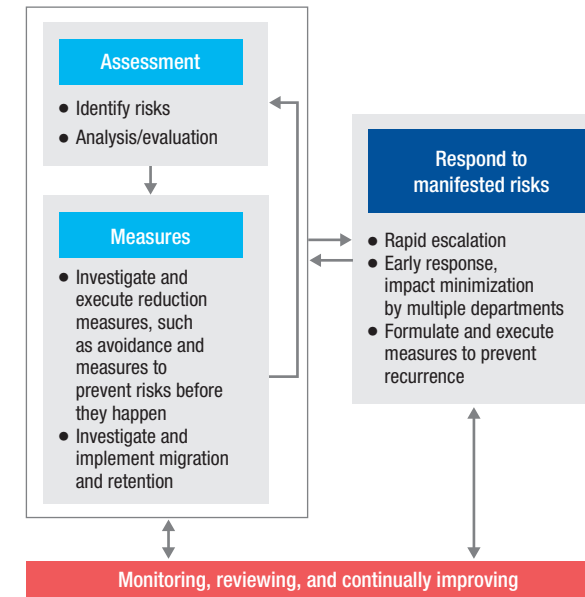 Assessment
● Identify risks
● Analysis/evaluation
Measures
● Investigate and
execute reduction
measures, such
as avoidance and
measures to
prevent risks before
they happen
● Investigate and
implement migration
and retention
Respond to
manifested risks
● Rapid escalation
● Early response,
impact minimization
by multiple departments
● Formulate and execute
measures to prevent
recurrence
Monitoring, reviewing, and continually improving